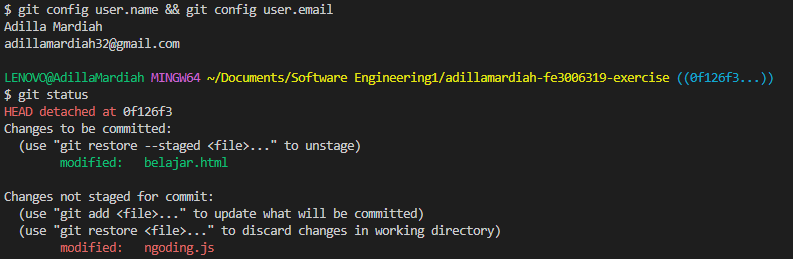 $ git config user.name && git config user.email
Adilla Mardiah
adillamardiah32@gmail.com
LENOVO@AdillaMardiah MINGW64 ~/Documents/Software Engineering1/adillamardiah-fe3006319-exercise ((0f126f3...))
$ git status
HEAD detached at 0f126f3
Changes to be committed:
  (use "git restore --staged <file>..." to unstage)
        modified:   belajar.html
Changes not staged for commit:
  (use "git add <file>..." to update what will be committed)
  (use "git restore <file>..." to discard changes in working directory)
        modified:   ngoding.js